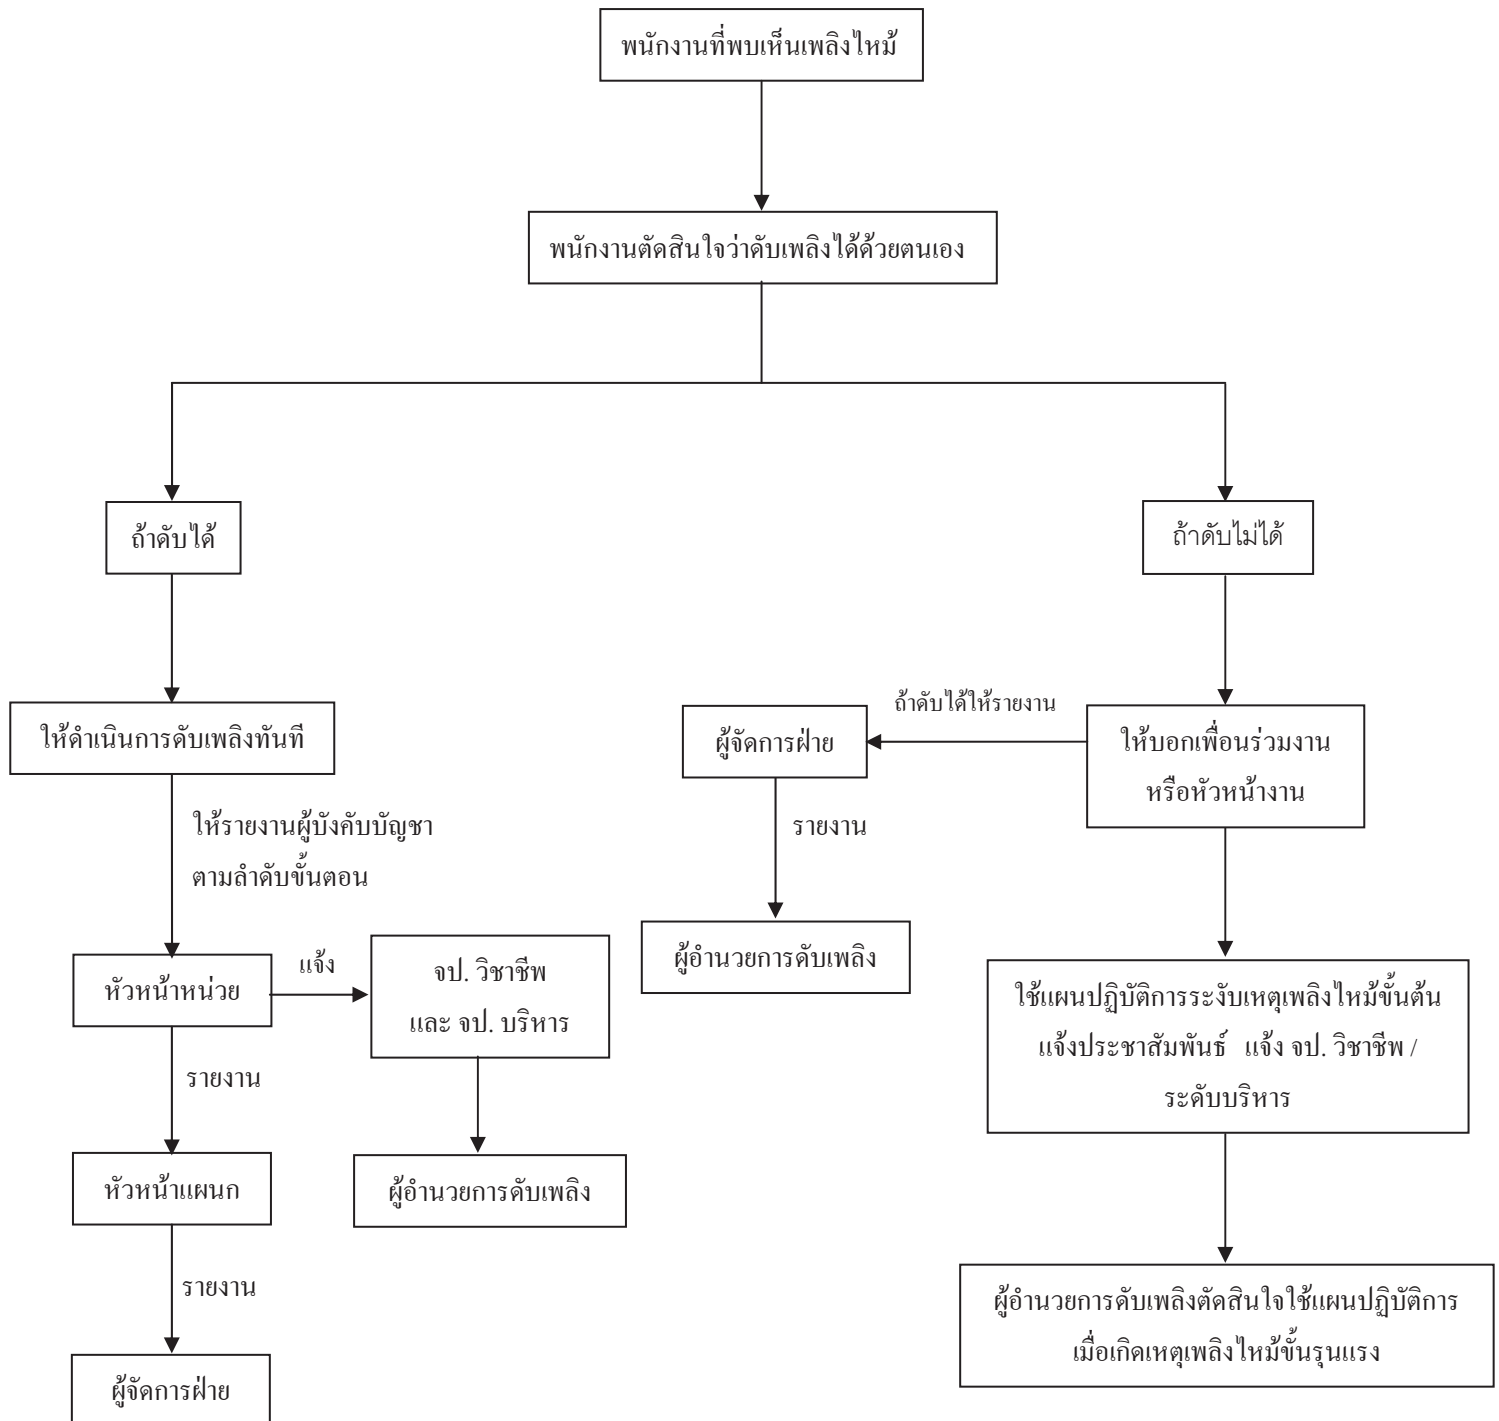 พนักงานที่พบเห็นเพลิงไหม้
พนักงานตัดสินใจว่าดับเพลิงได้ด้วยตนเอง
ถ้าดับได้
ถ้าดับไม่ได้
ให้ดำเนินการดับเพลิงทันที
ให้รายงานผู้บังคับบัญชา
ตามลำดับขั้นตอน
หัวหน้าหน่วย
แจ้ง
จป. วิชาชีพ
และ จป. บริหาร
ผู้อำนวยการดับเพลิง
รายงาน
หัวหน้าแผนก
รายงาน
ผู้จัดการฝ่าย
ถ้าดับได้ให้รายงาน
ผู้จัดการฝ่าย
รายงาน
ผู้อำนวยการดับเพลิง
ให้บอกเพื่อนร่วมงาน
หรือหัวหน้างาน
ใช้แผนปฏิบัติการระงับเหตุเพลิงไหม้ขั้นต้น
แจ้งประชาสัมพันธ์ แจ้ง จป. วิชาชีพ /
ระดับบริหาร
ผู้อำนวยการดับเพลิงตัดสินใจใช้แผนปฏิบัติการ
เมื่อเกิดเหตุเพลิงไหม้ขั้นรุนแรง